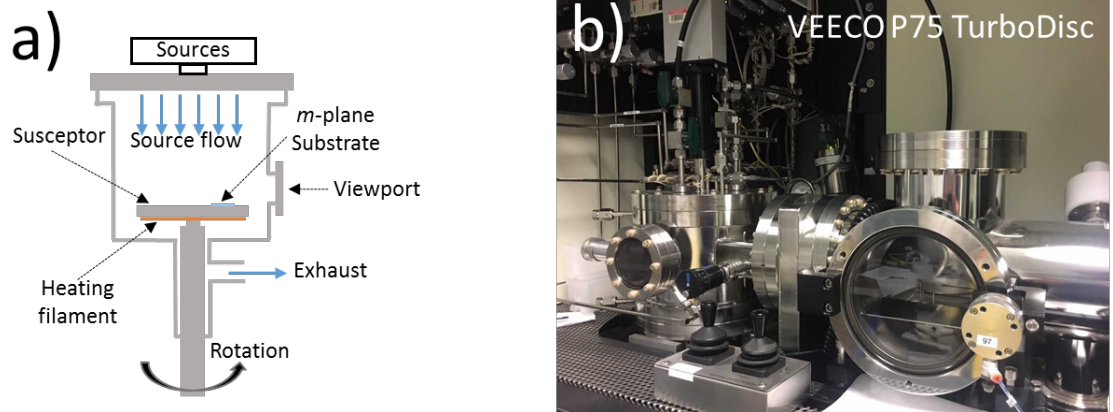 a)
Sources
Source flow
Susceptor
m-plane
Substrate
Viewport
Exhaust
Heating
filament
Rotation
b)
VEECO P75 TurboDisc
97